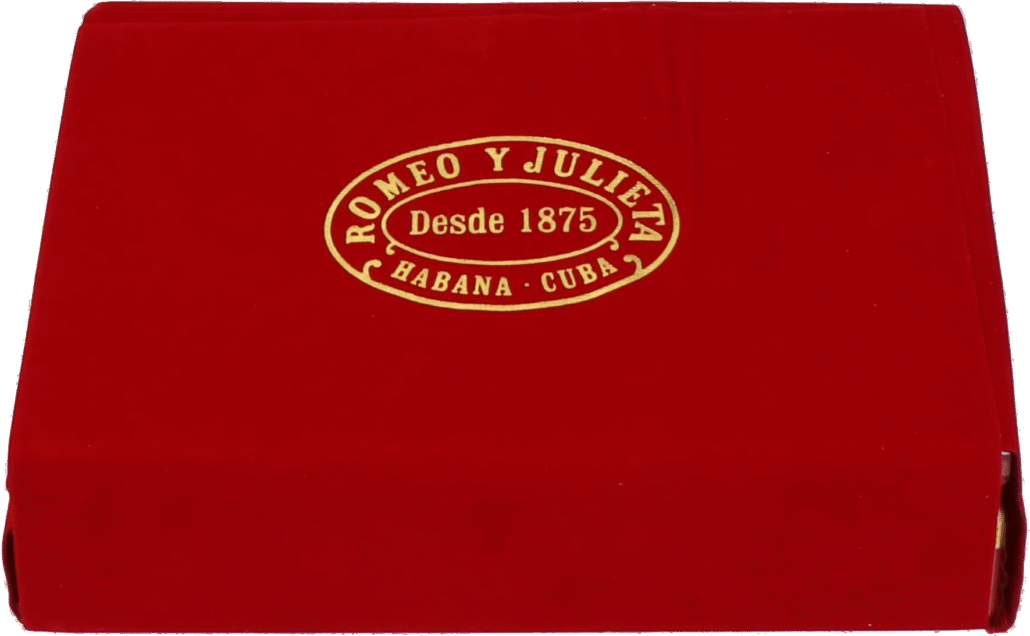 ROMEO Y JULIETA
Desde 1875
HABANA · CUBA